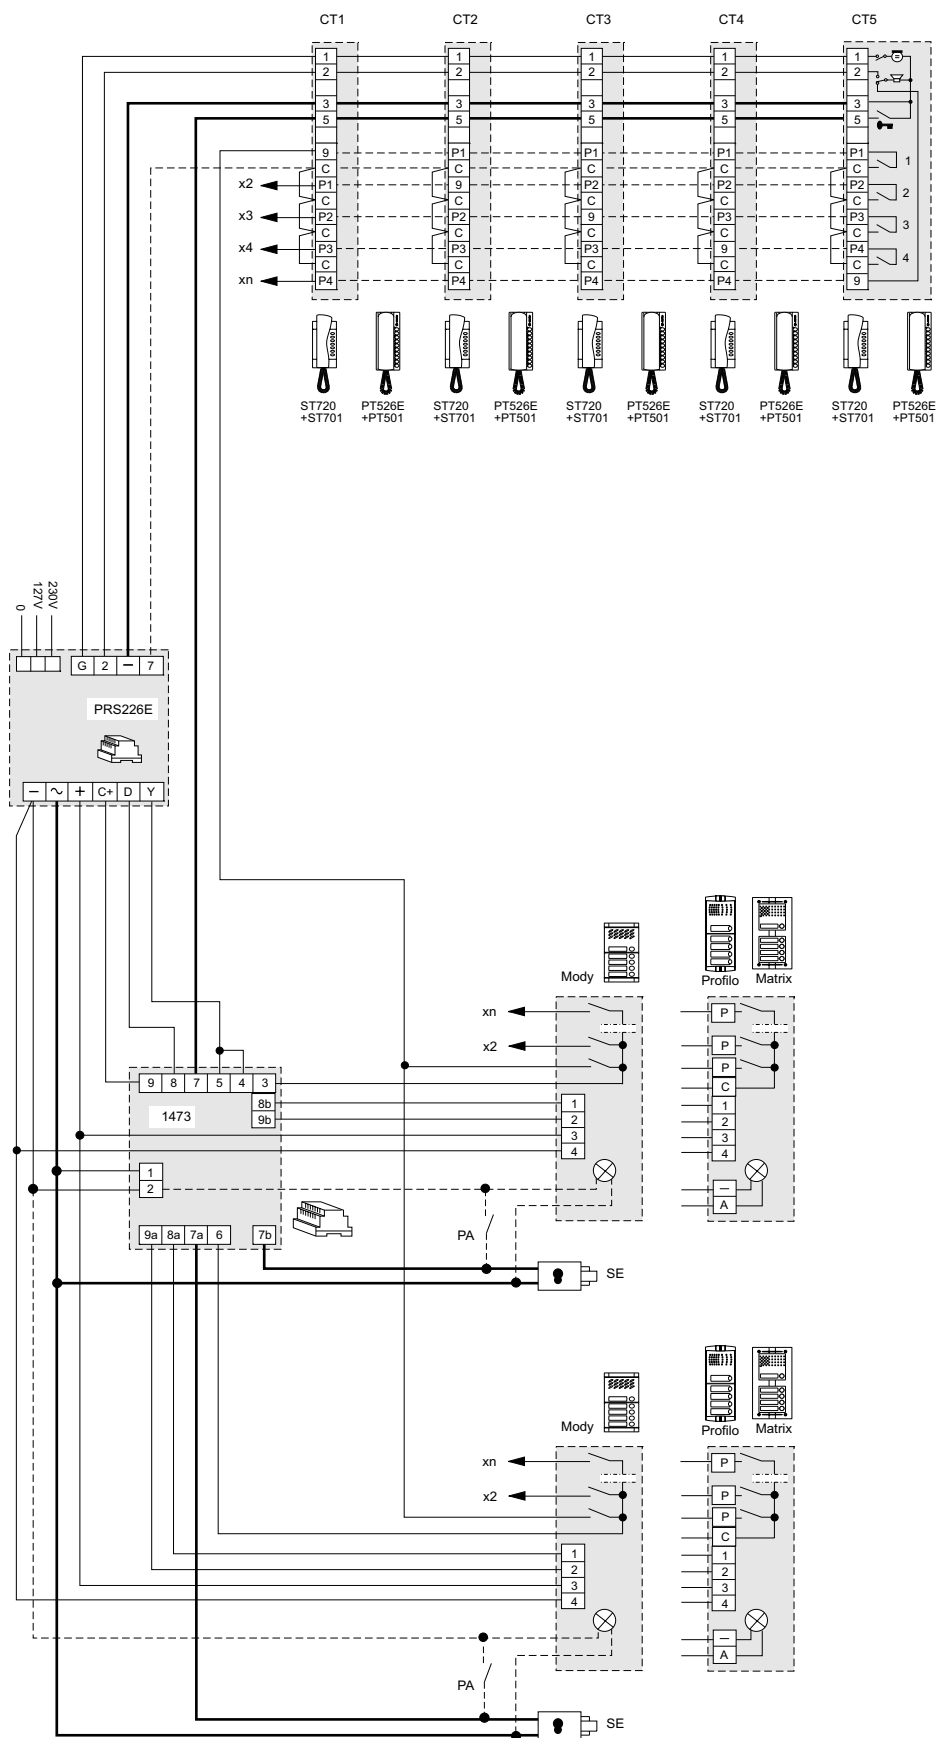 CT1 CT2 CT3 CT4 CT5
1 1 1 1 1
2 2 2 2 2
3 3 3 3 3
5 5 5 5 5
9 P1 P1 P1 P1 1
C C C C C
x2 P1 9 P2 P2 P2 2
C C C C C
x3 P2 P2 9 P3 P3 3
C C C C C
x4 P3 P3 P3 9 P4 4
C C C C C
xn P4 P4 P4 P4 9
ST720 PT526E ST720 PT526E ST720 PT526E ST720 PT526E ST720 PT526E
+ST701 +PT501 +ST701 +PT501 +ST701 +PT501 +ST701 +PT501 +ST701 +PT501
0 127V 230V
G 2 — 7
PRS226E
— ~ + C+ D Y
Mody Profilo Matrix
xn P
x2 P
P
C
9 8 7 5 4 3
8b 1 1
9b 2 2
1473
3 3
4 4
1
2
—
A
9a 8a 7a 6 7b
PA
SE
Mody Profilo Matrix
xn P
x2 P
P
C
1 1
2 2
3 3
4 4
—
A
PA
SE